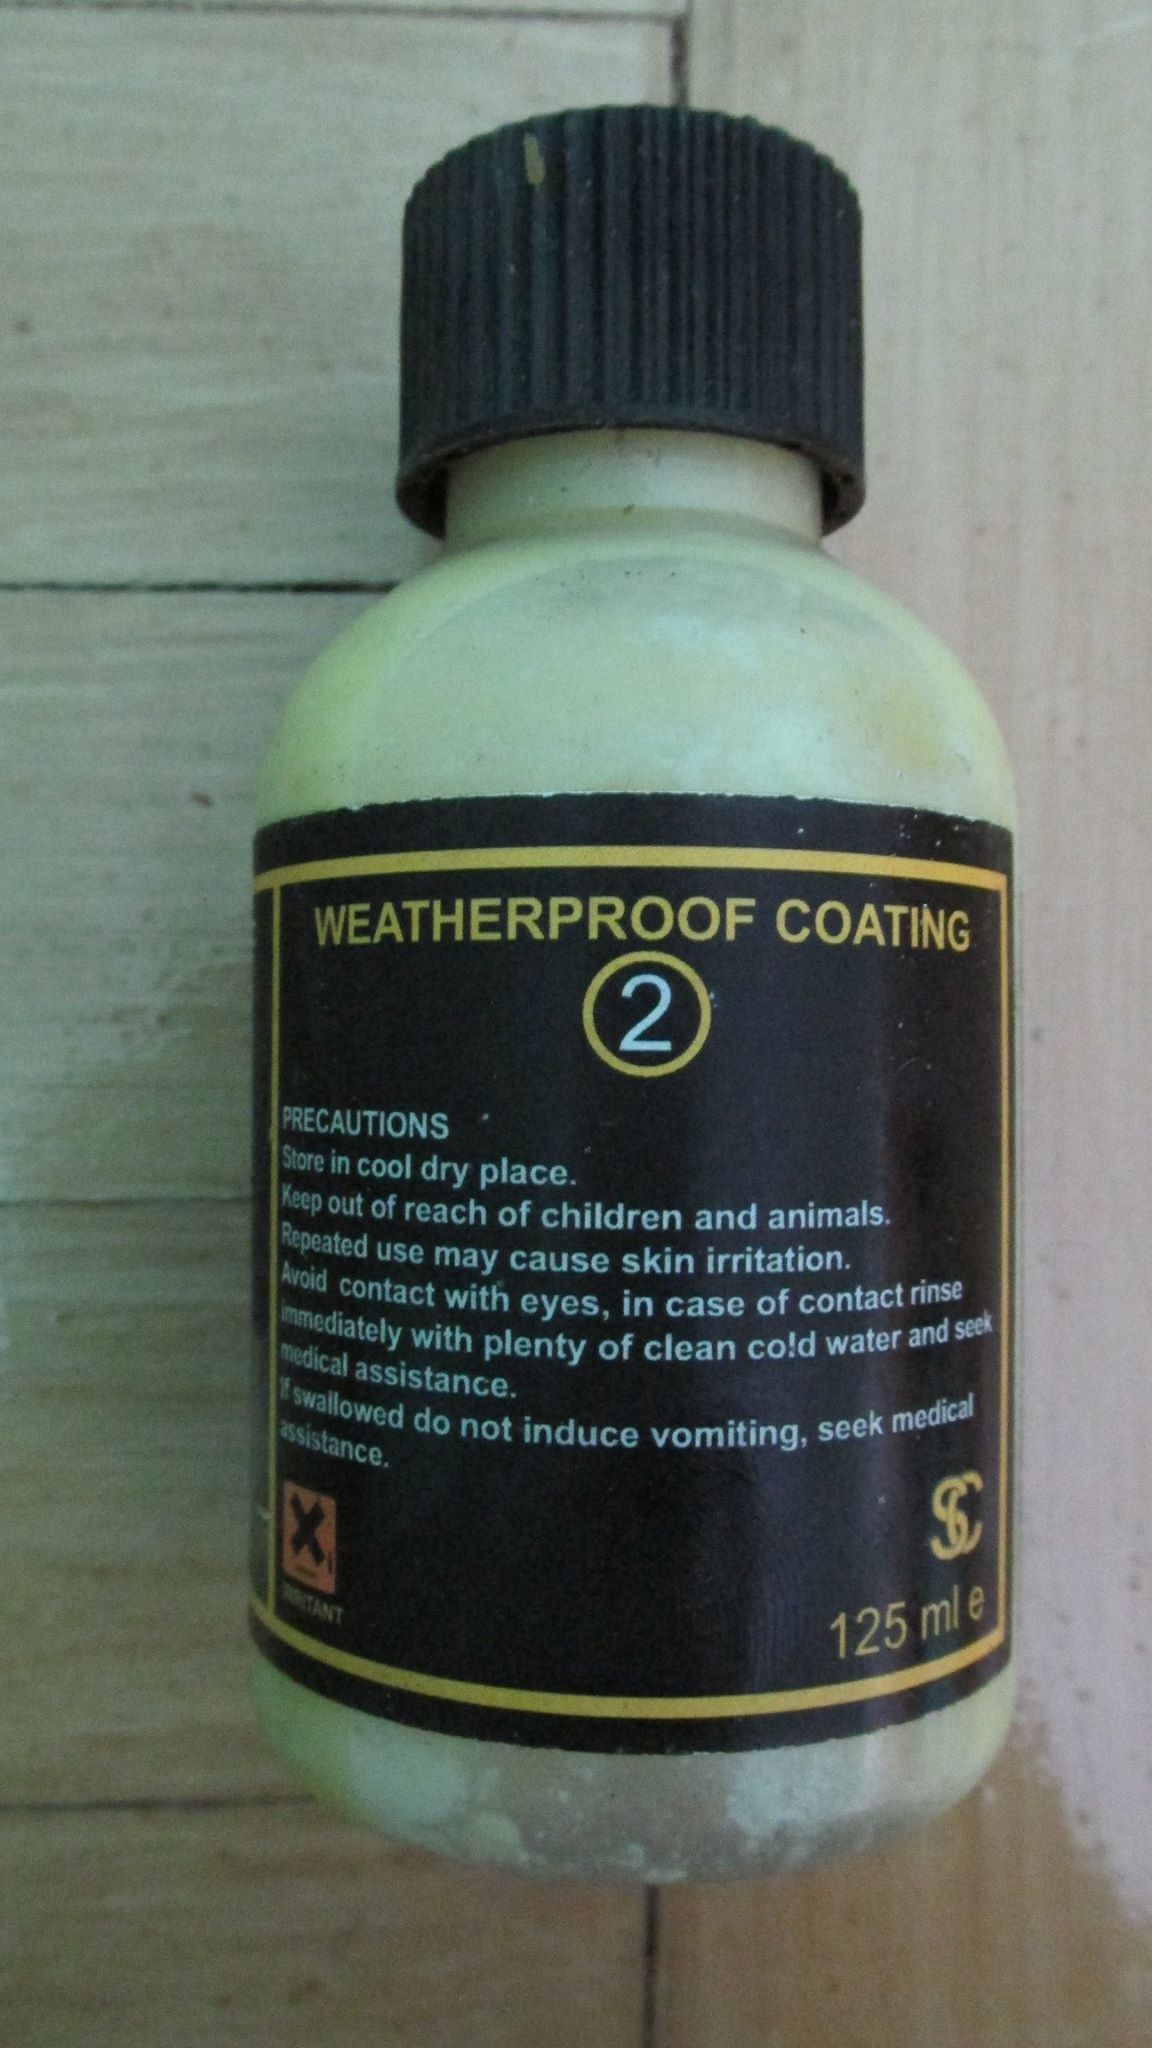 WEATHERPROOF COATING
2
PRECAUTIONS
Store in cool dry place.
Keep out of reach of children and animals.
Repeated use may cause skin irritation.
Avoid contact with eyes, in case of contact rinse
immediately with plenty of clean cold water and seek
medical assistance.
If swallowed do not induce vomiting, seek medical
assistance.
IRRITANT
125 ml e